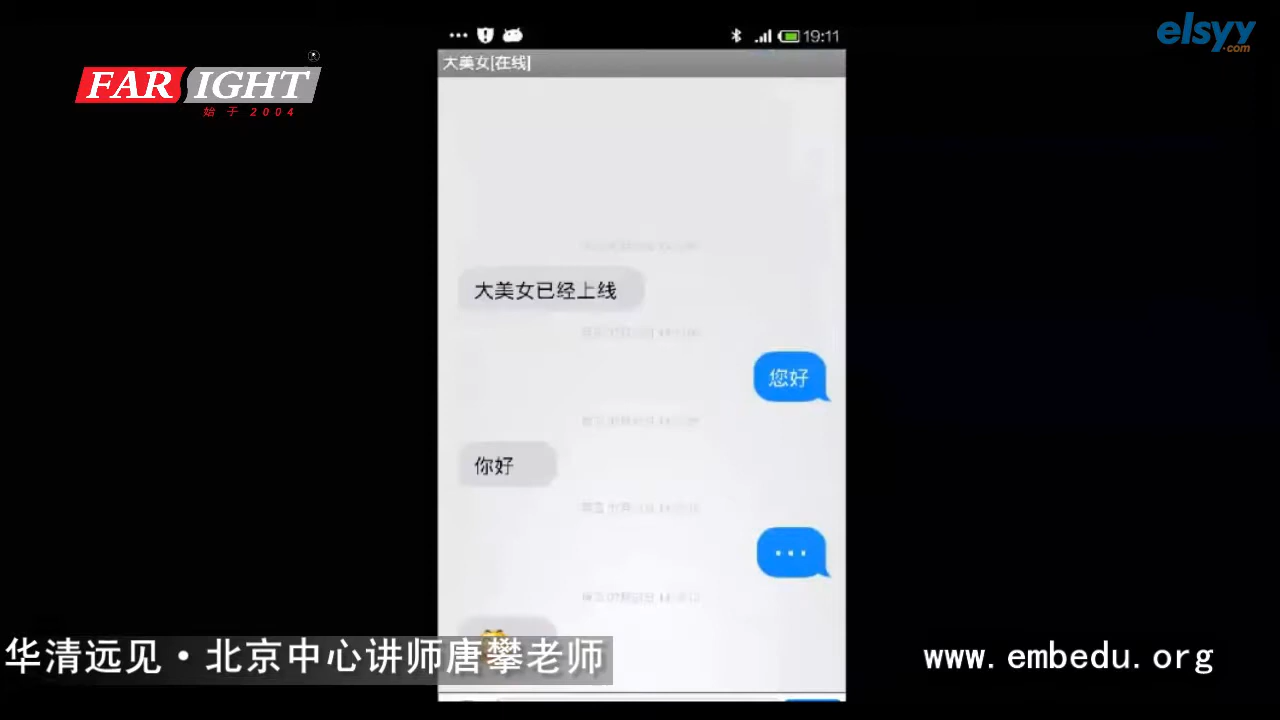 19:11
elsyy
.com
大美女[在线]
FARSIGHT
始于2004
大美女已经上线
您好
你好
...
华清远见·北京中心讲师唐攀老师
www.embedu.org